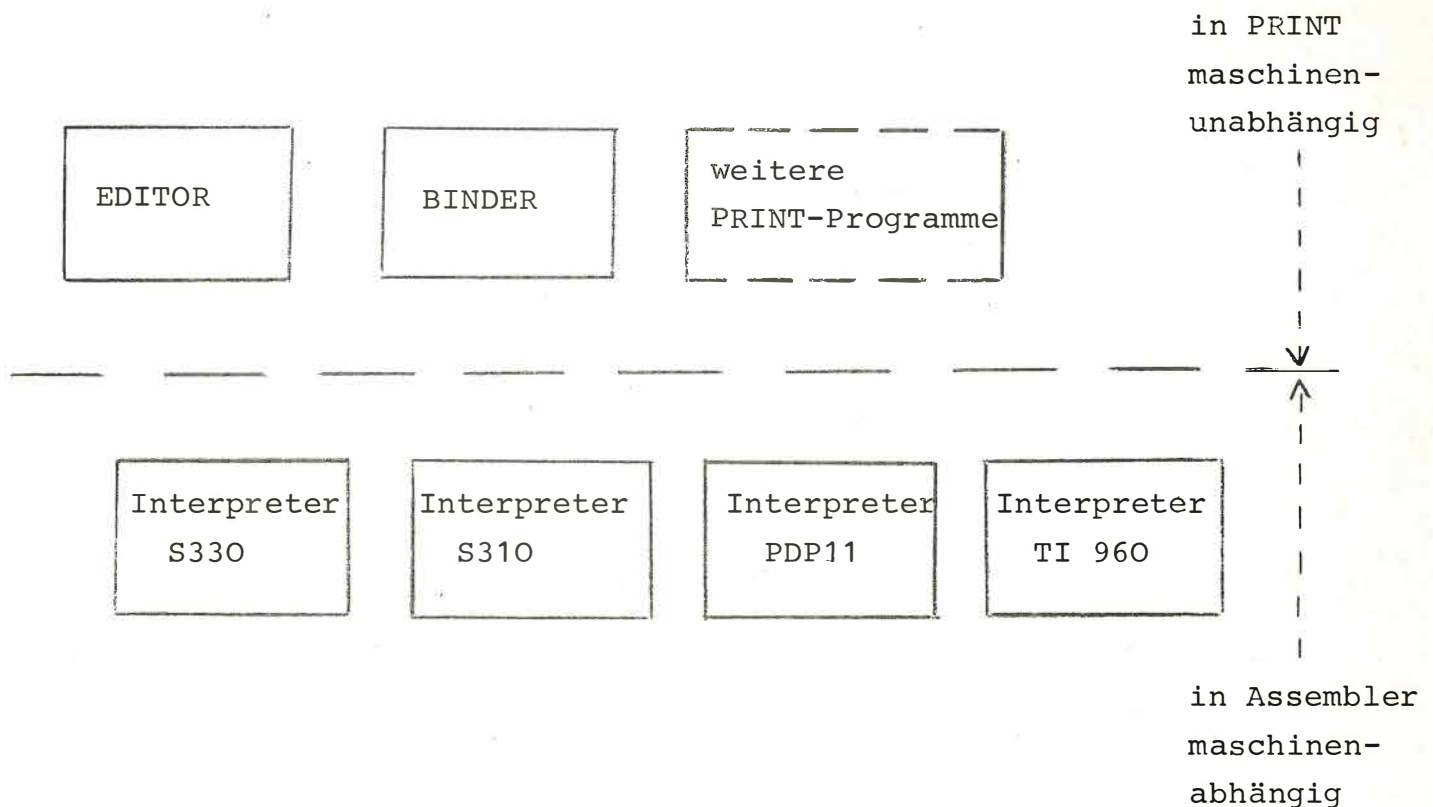 in PRINT
maschinen-
unabhängig
EDITOR
BINDER
weitere
PRINT-Programme
Interpreter
S330
Interpreter
S310
Interpreter
PDP11
Interpreter
TI 960
in Assembler
maschinen-
abhängig